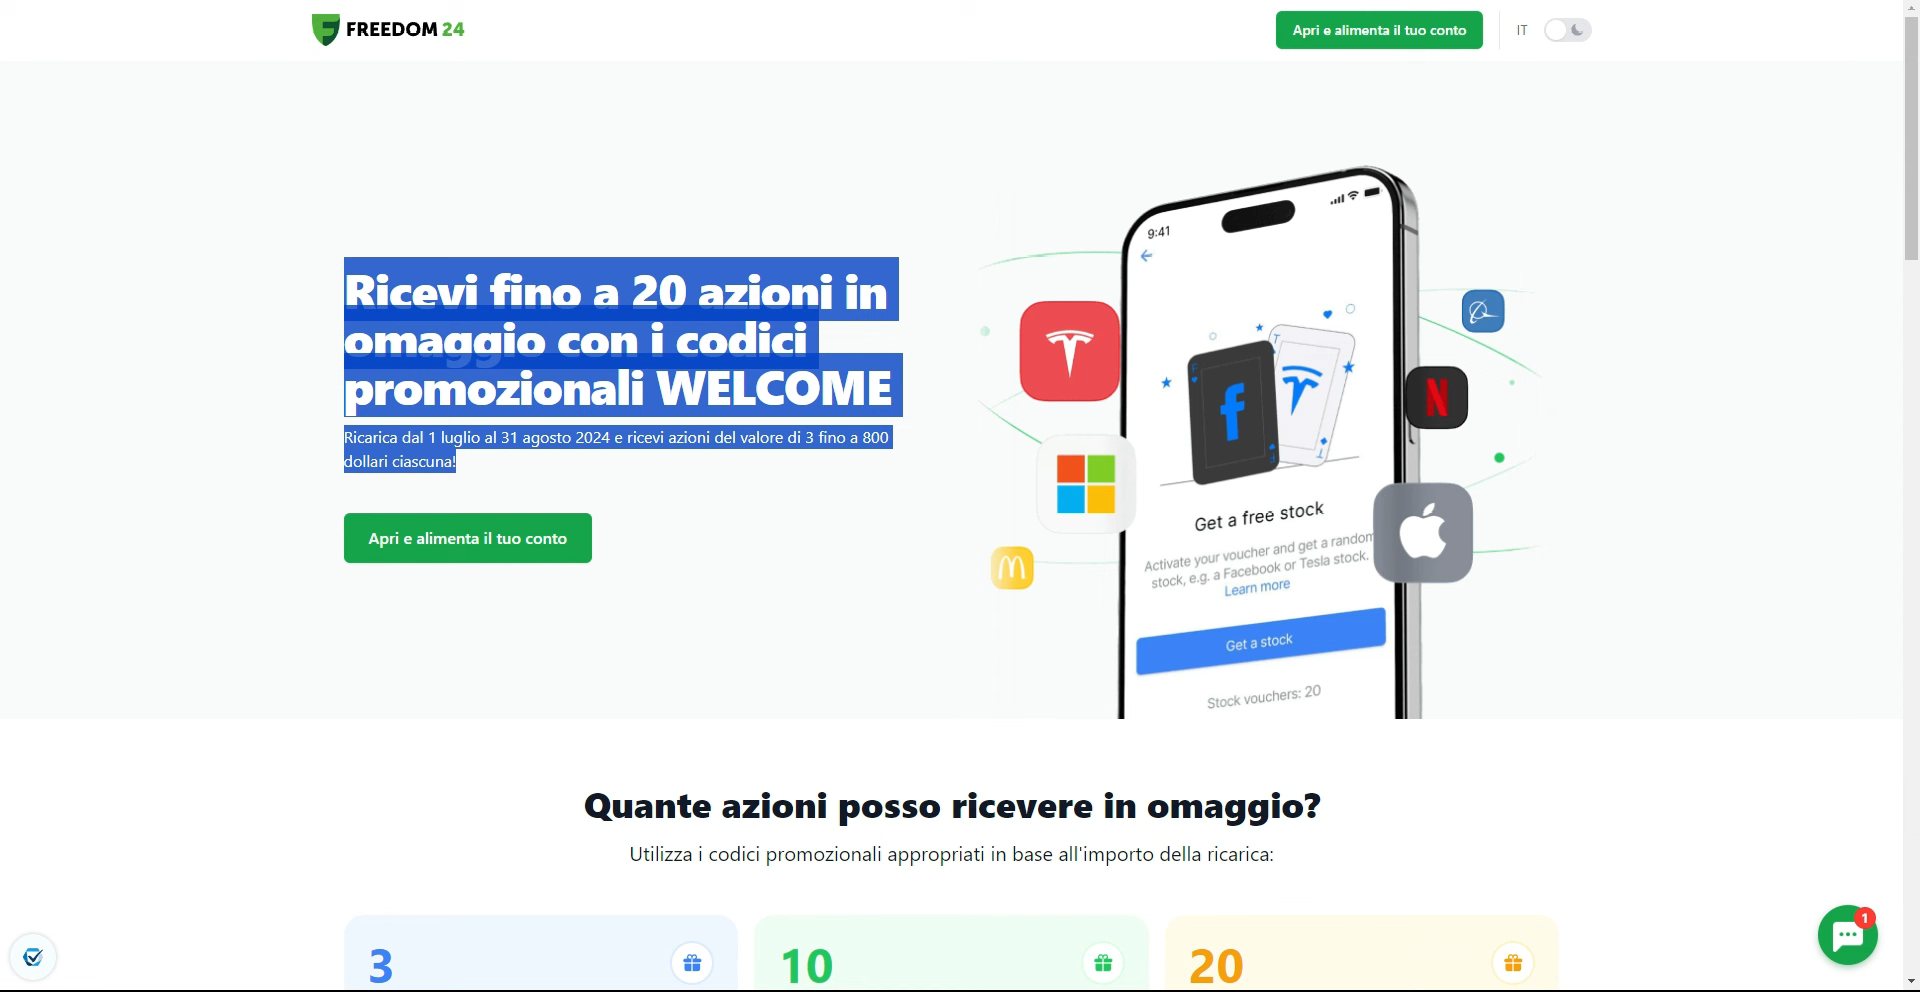 FREEDOM 24
Apri e alimenta il tuo conto
IT
Ricevi fino a 20 azioni in
omaggio con i codici
promozionali WELCOME
Ricarica dal 1 luglio al 31 agosto 2024 e ricevi azioni del valore di 3 fino a 800
dollari ciascuna!
Apri e alimenta il tuo conto
9:41
Get a free stock
Activate your voucher and get a random
stock, e.g. a Facebook or Tesla stock.
Learn more
Get a stock
Stock vouchers: 20
Quante azioni posso ricevere in omaggio?
Utilizza i codici promozionali appropriati in base all'importo della ricarica:
3
10
20
1